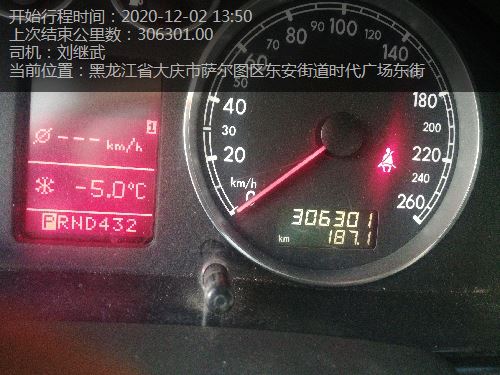 开始行程时间：2020-12-02 13:50
上次结束公里数：306301.00
司机：刘继武
当前位置：黑龙江省大庆市萨尔图区东安街道时代广场东街
100
120
140
80
160
60
180
40
200
30
20
220
240
260
km/h
0
1
--- km/h
-5.0°C
PRND432
306301
km 187.1